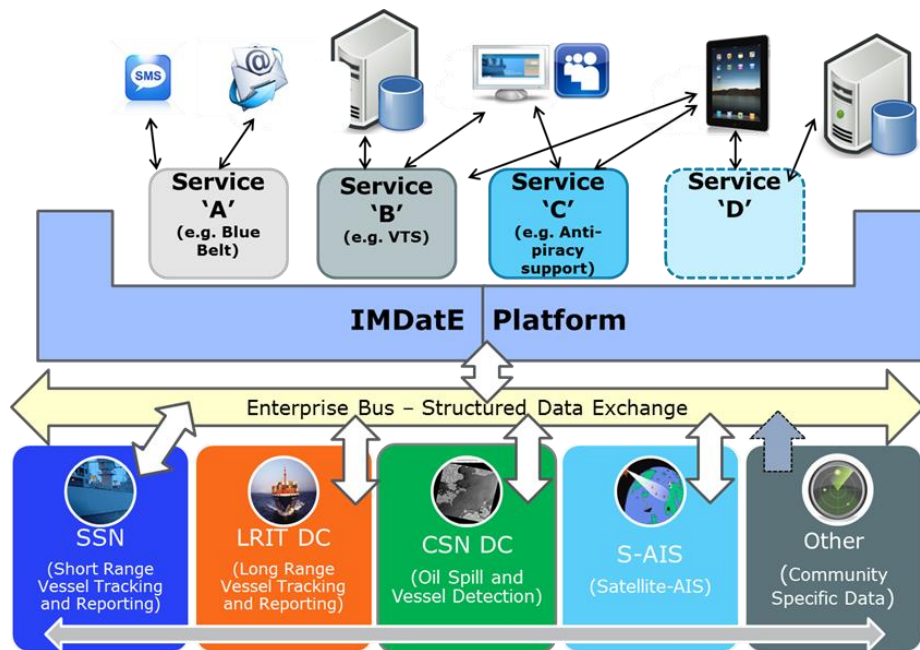 SMS
@
Service
'A'
(e.g. Blue
Belt)
Service
'B'
(e.g. VTS)
Service
'C'
(e.g. Anti-
piracy
support)
Service
'D'
IMDatE Platform
Enterprise Bus – Structured Data Exchange
SSN
(Short Range
Vessel Tracking
and Reporting)
LRIT DC
(Long Range
Vessel Tracking
and Reporting)
CSN DC
(Oil Spill and
Vessel Detection)
S-AIS
(Satellite-AIS)
Other
(Community
Specific Data)